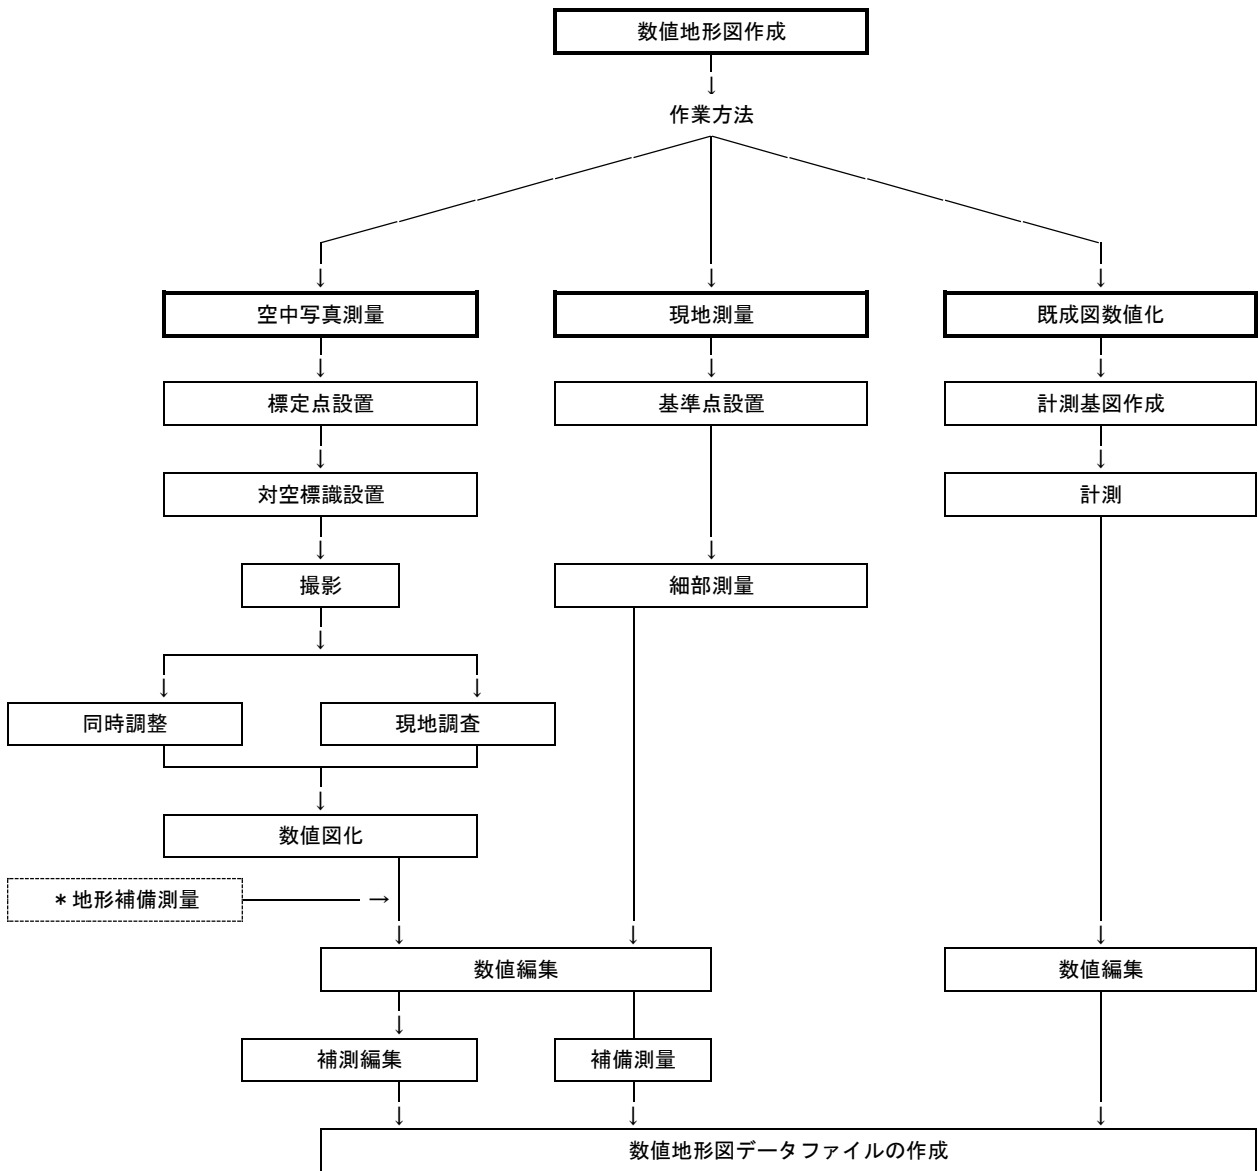 数値地形図作成
↓
作業方法
↓ ↓ ↓
空中写真測量 現地測量 既成図数値化
↓ ↓ ↓
標定点設置 基準点設置 計測基図作成
↓ ↓
対空標識設置 計測
↓ ↓
撮影 細部測量
↓
↓ ↓
同時調整 現地調査
↓
数値図化
*地形補備測量 →
↓ ↓ ↓
数値編集 数値編集
↓
補測編集 補備測量
↓ ↓ ↓
数値地形図データファイルの作成